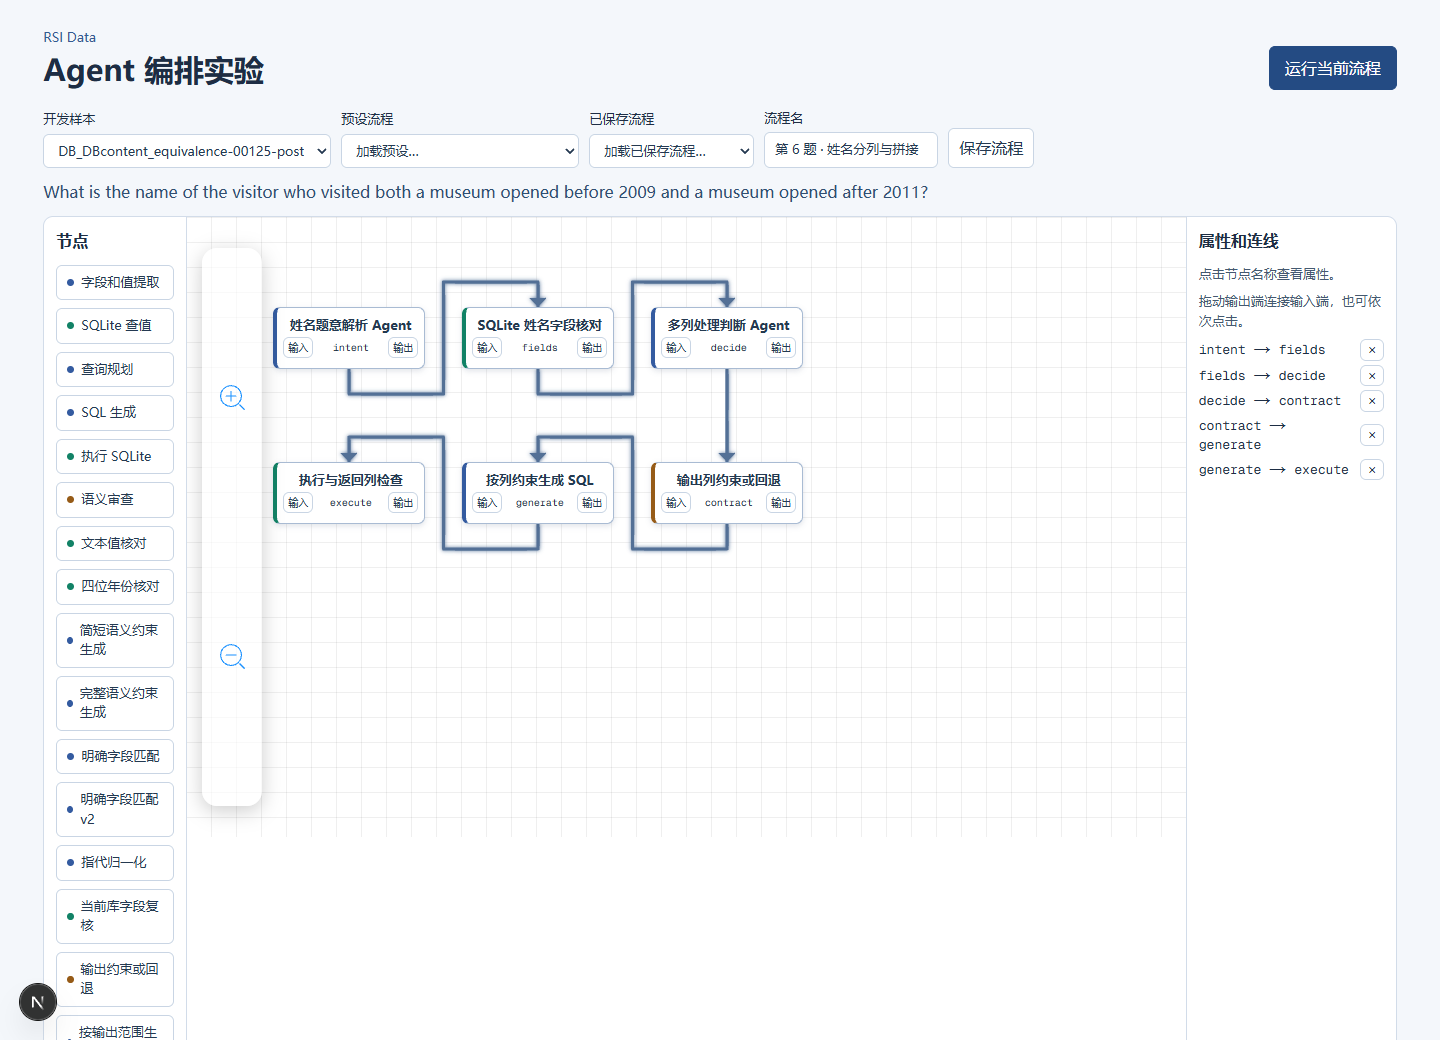 RSI Data
Agent 编排实验
运行当前流程
开发样本
预设流程
已保存流程
流程名
DB_DBcontent_equivalence-00125-post
加载预设...
加载已保存流程...
第 6 题 · 姓名分列与拼接
保存流程
What is the name of the visitor who visited both a museum opened before 2009 and a museum opened after 2011?
节点
字段和值提取
SQLite 查值
查询规划
SQL 生成
执行 SQLite
语义审查
文本值核对
四位年份核对
简短语义约束
生成
完整语义约束
生成
明确字段匹配
明确字段匹配
v2
指代归一化
当前库字段复
核
输出约束或回
退
按输出范围生
姓名题意解析 Agent
输入 intent 输出
SQLite 姓名字段核对
输入 fields 输出
多列处理判断 Agent
输入 decide 输出
执行与返回列检查
输入 execute 输出
按列约束生成 SQL
输入 generate 输出
输出列约束或回退
输入 contract 输出
属性和连线
点击节点名称查看属性。
拖动输出端连接输入端，也可依
次点击。
intent → fields ×
fields → decide ×
decide → contract ×
contract →
generate ×
generate → execute ×
N